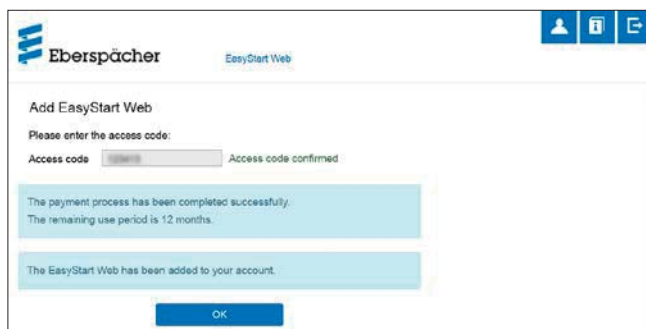 Eberspächer
EasyStart Web
Add EasyStart Web
Please enter the access code:
Access code Access code confirmed
The payment process has been completed successfully.
The remaining use period is 12 months.
The EasyStart Web has been added to your account.
OK